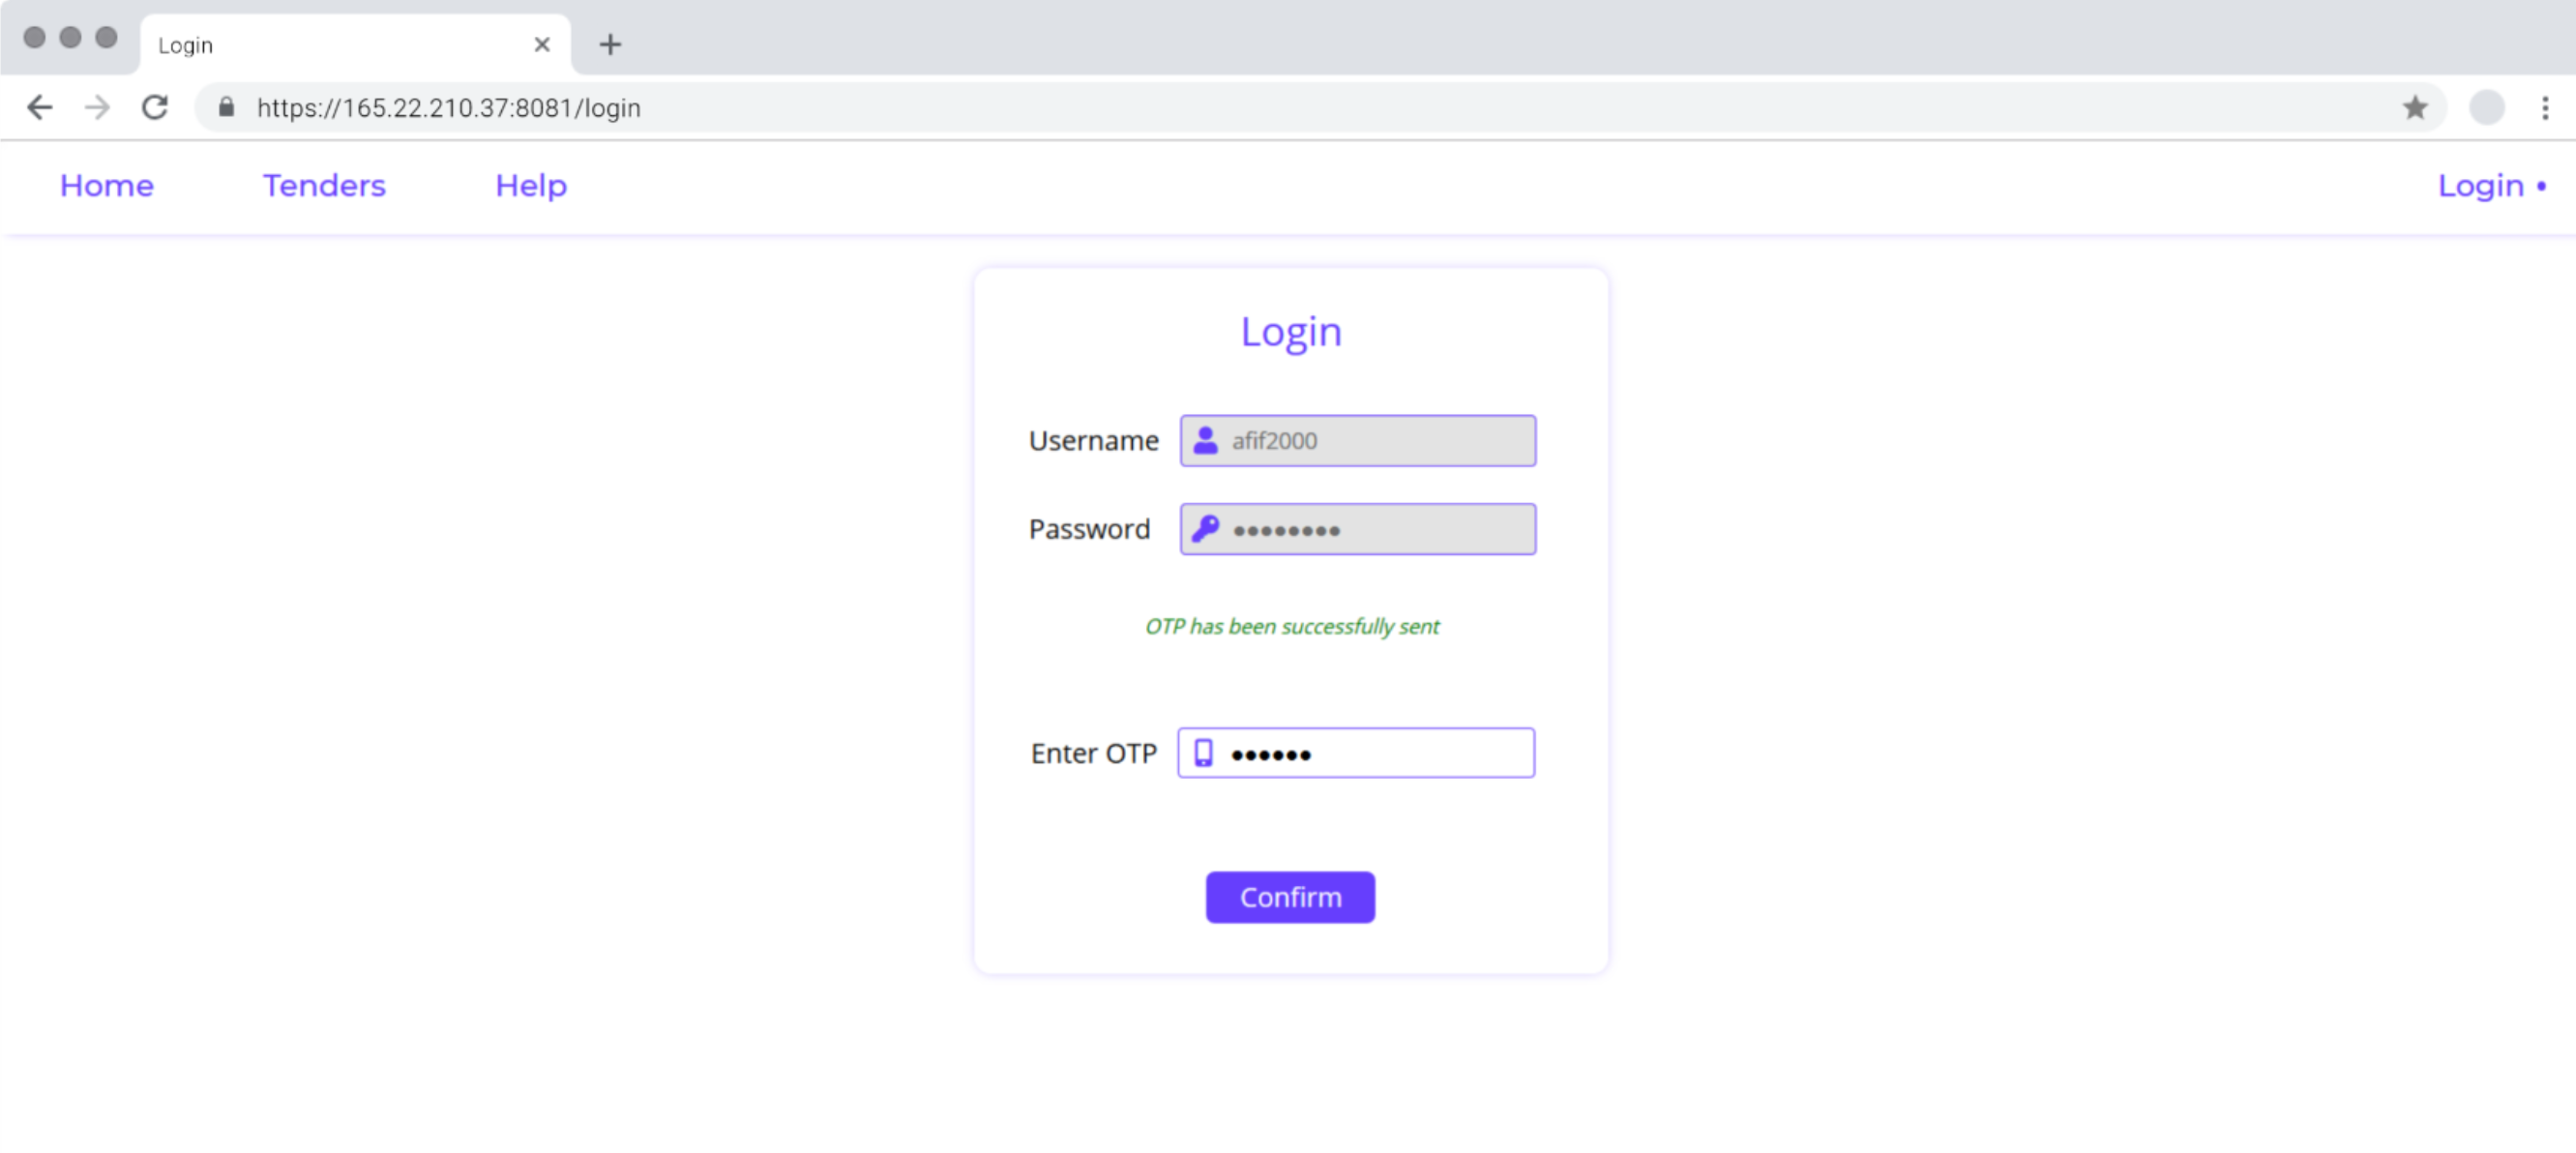 Login
https://165.22.210.37:8081/login
Home Tenders Help Login •
Login
Username afif2000
Password ••••••••
OTP has been successfully sent
Enter OTP ••••••
Confirm